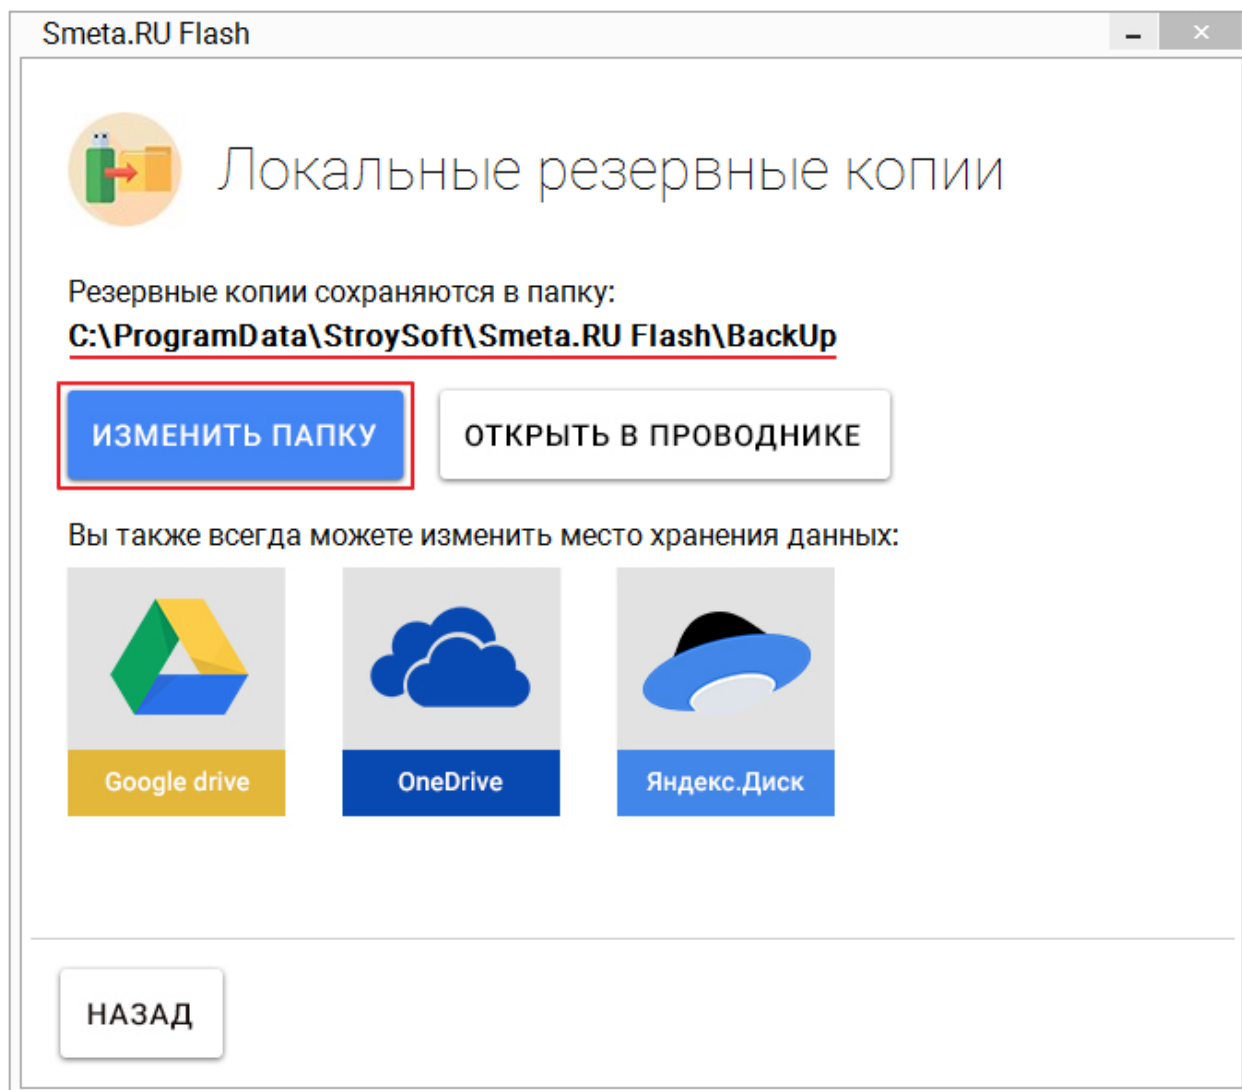 Smeta.RU Flash
Локальные резервные копии
Резервные копии сохраняются в папку:
C:\ProgramData\StroySoft\Smeta.RU Flash\BackUp
ИЗМЕНИТЬ ПАПКУ
ОТКРЫТЬ В ПРОВОДНИКЕ
Вы также всегда можете изменить место хранения данных:
Google drive
OneDrive
Яндекс.Диск
НАЗАД